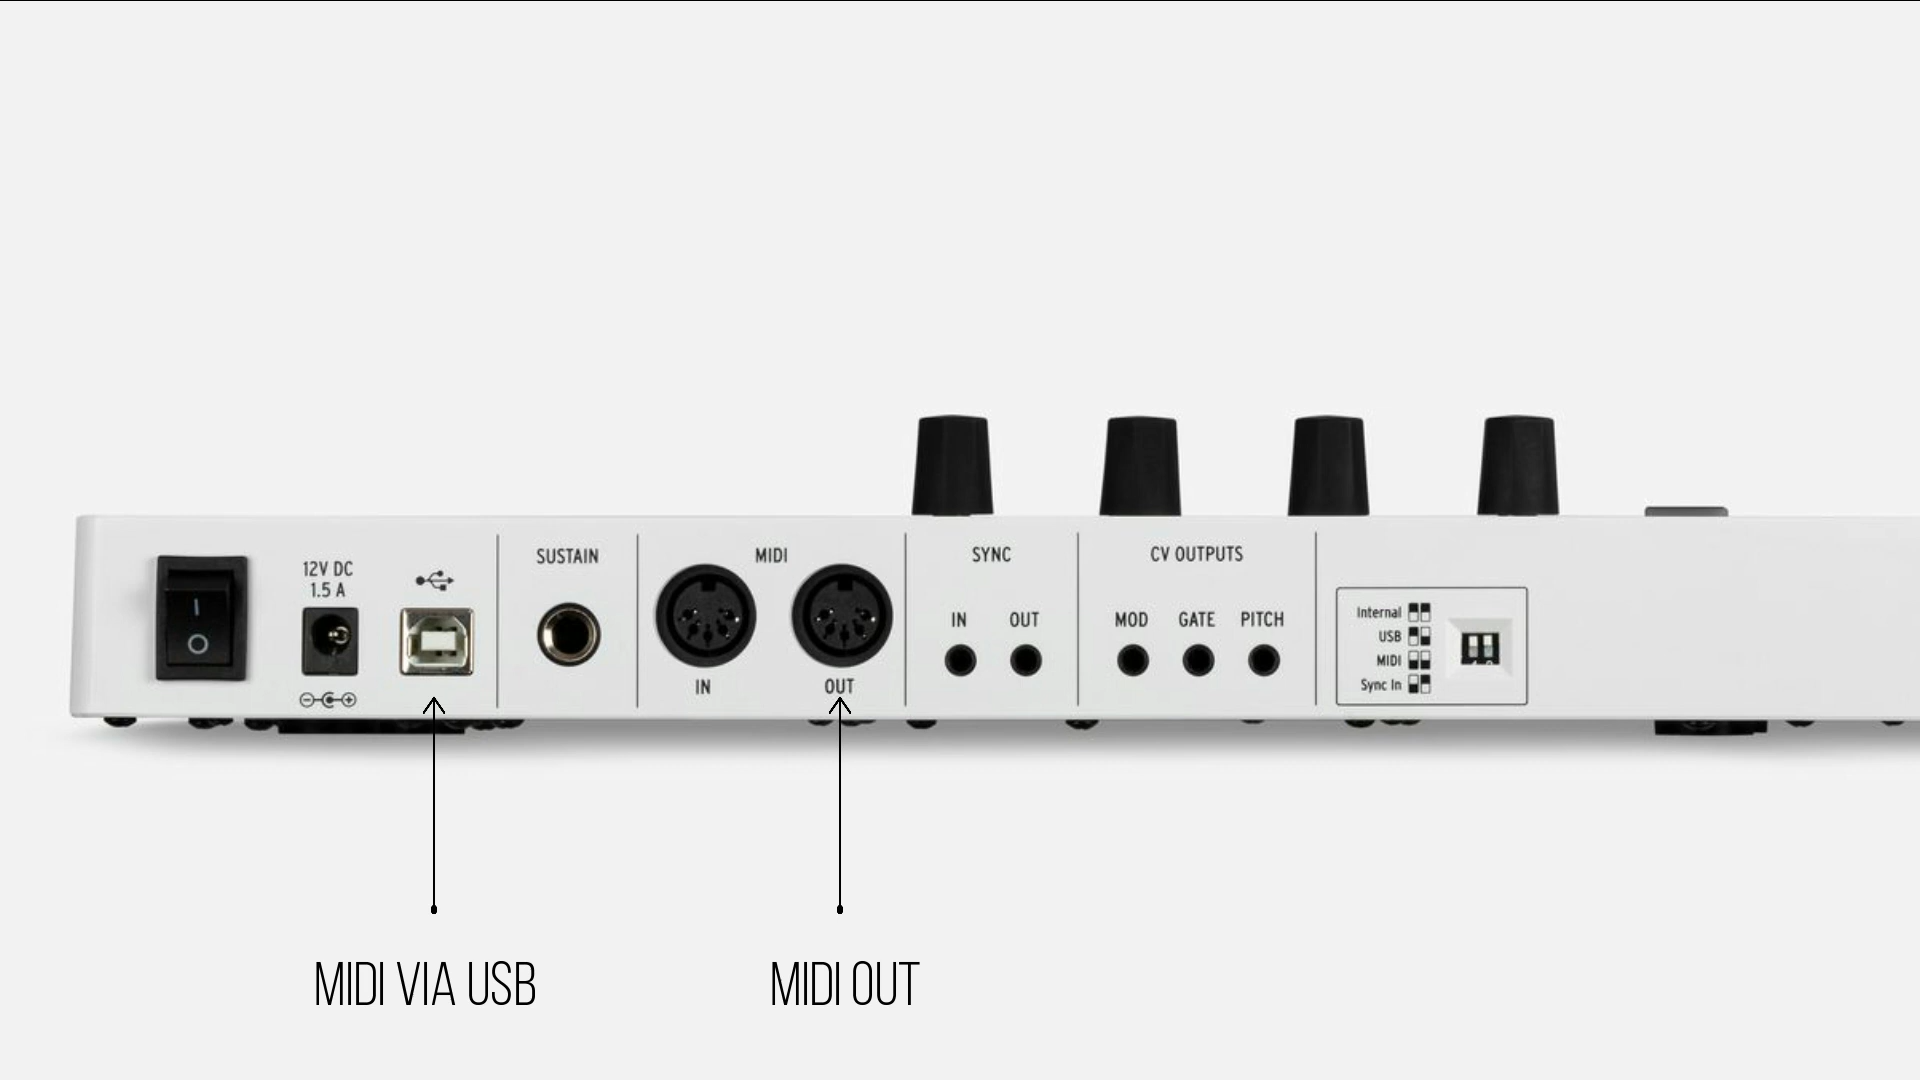 12V DC
1.5 A
SUSTAIN
MIDI
IN
OUT
SYNC
IN
OUT
CV OUTPUTS
MOD
GATE
PITCH
Internal
USB
MIDI
Sync In
MIDI VIA USB
MIDI OUT